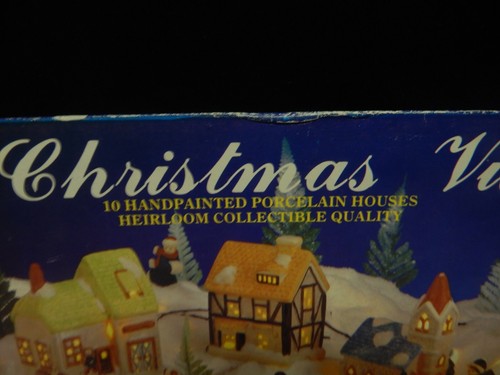 Christmas
10 HANDPAINTED PORCELAIN HOUSES
HEIRLOOM COLLECTIBLE QUALITY